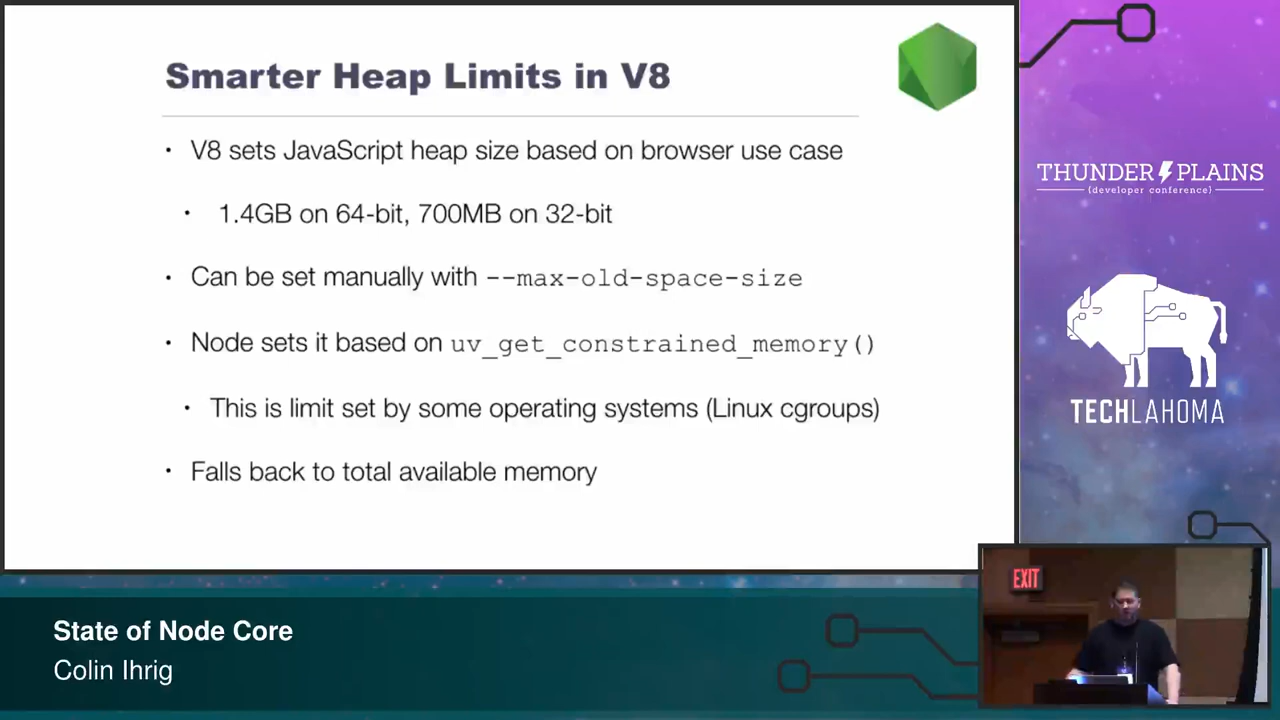 Smarter Heap Limits in V8
• V8 sets JavaScript heap size based on browser use case
• 1.4GB on 64-bit, 700MB on 32-bit
• Can be set manually with --max-old-space-size
• Node sets it based on uv_get_constrained_memory()
• This is limit set by some operating systems (Linux cgroups)
• Falls back to total available memory
THUNDER PLAINS
{developer conference}
TECHLAHOMA
EXIT
State of Node Core
Colin Ihrig